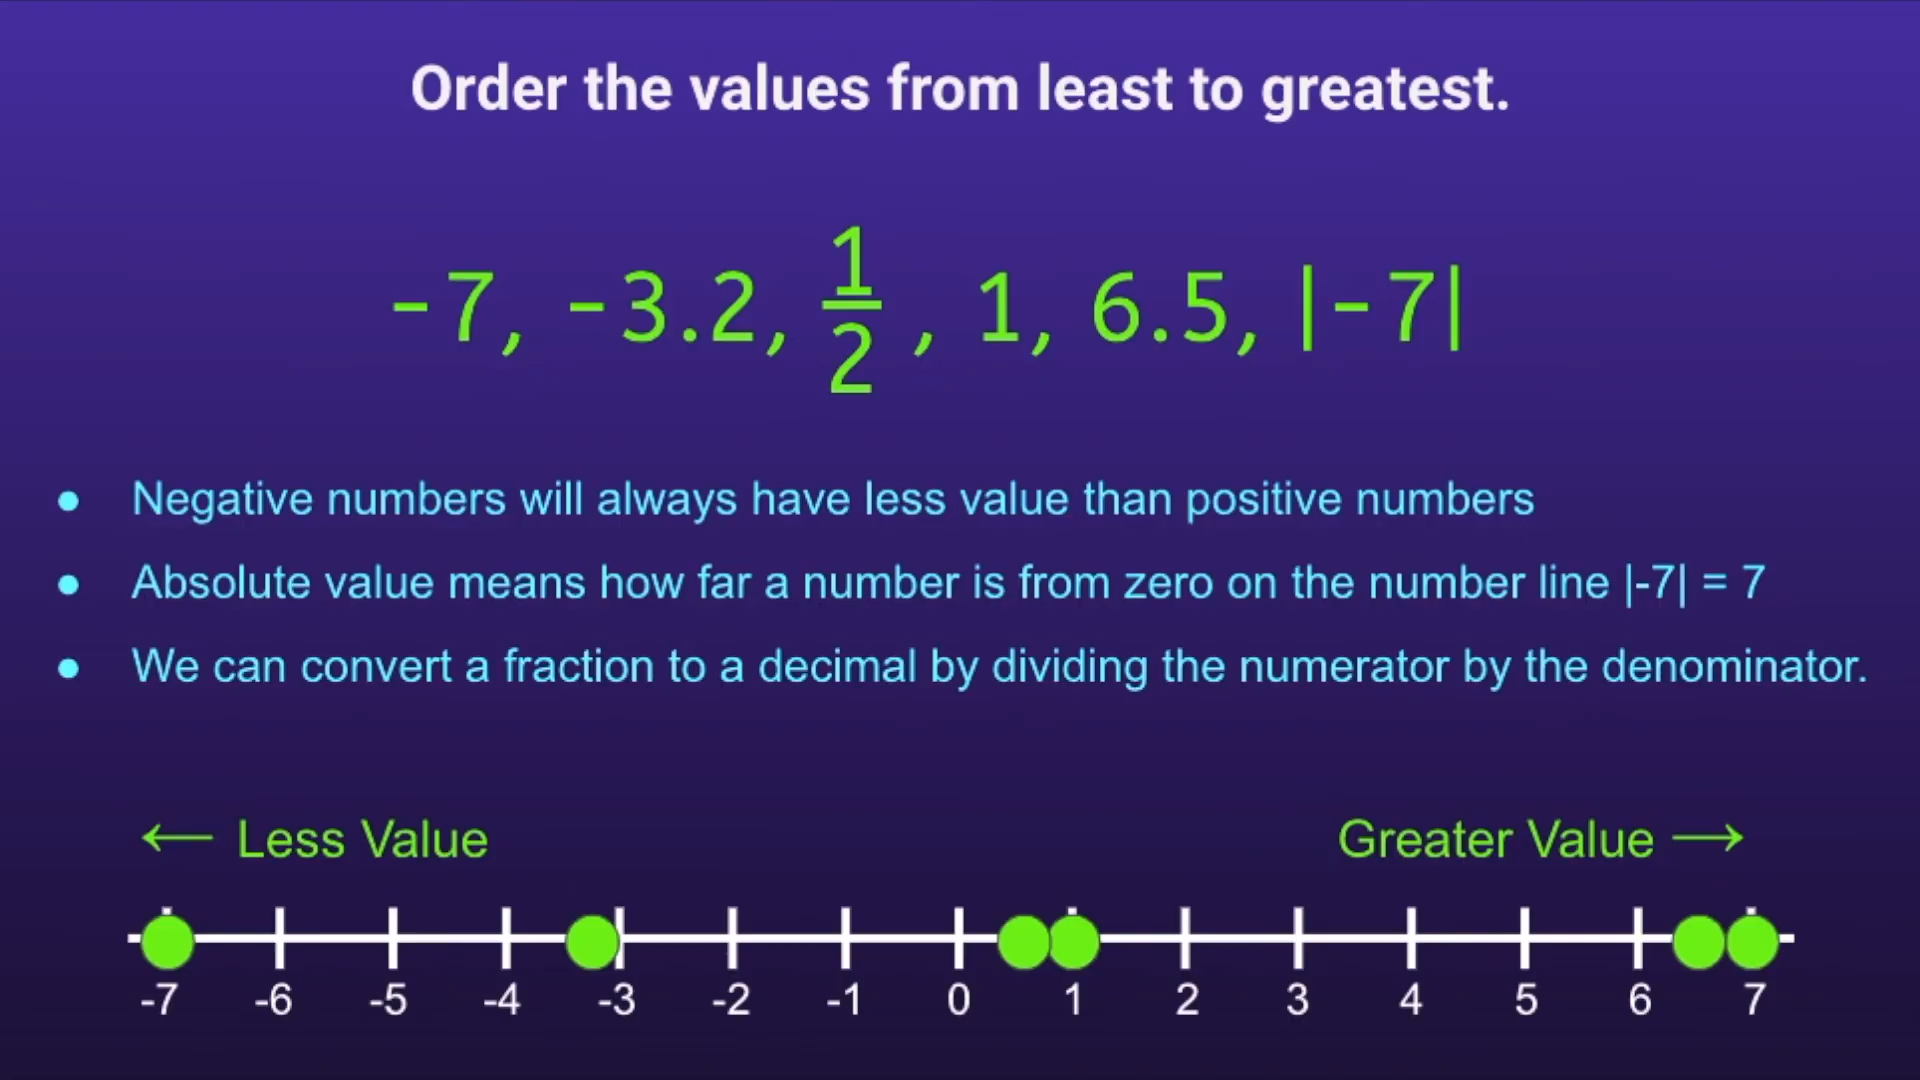 Order the values from least to greatest.
-7, -3.2, 1/2, 1, 6.5, |-7|
● Negative numbers will always have less value than positive numbers
● Absolute value means how far a number is from zero on the number line |-7| = 7
● We can convert a fraction to a decimal by dividing the numerator by the denominator.
← Less Value Greater Value →
-7 -6 -5 -4 -3 -2 -1 0 1 2 3 4 5 6 7